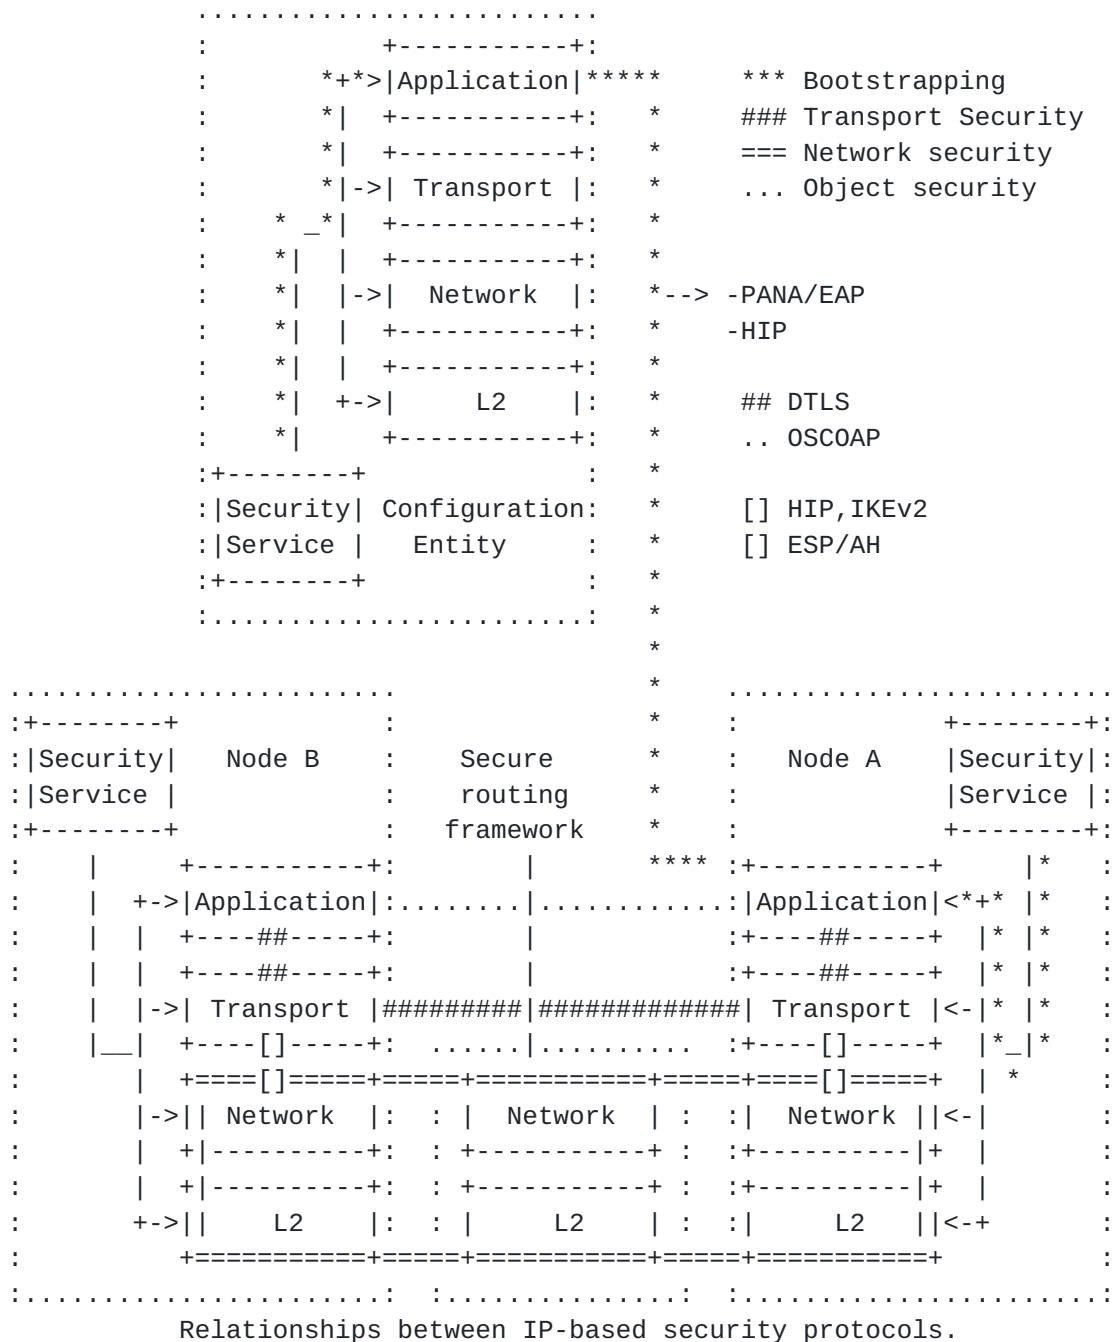 ..........................
:           +-----------+:
:       *+*>|Application|*****     *** Bootstrapping
:       *|  +-----------+:   *     ### Transport Security
:       *|  +-----------+:   *     === Network security
:       *|->| Transport |:   *     ... Object security
:    * _*|  +-----------+:   *
:    *|  |  +-----------+:   *
:    *|  |->|  Network  |:   *--> -PANA/EAP
:    *|  |  +-----------+:   *    -HIP
:    *|  |  +-----------+:   *
:    *|  +->|     L2    |:   *     ## DTLS
:    *|     +-----------+:   *     .. OSCOAP
:+--------+              :   *
:|Security| Configuration:   *     [] HIP,IKEv2
:|Service |   Entity     :   *     [] ESP/AH
:+--------+              :   *
:........................:   *
                             *
.........................                *    .........................
:+--------+             :                *    :             +--------+:
:|Security|   Node B    :     Secure     *    :   Node A    |Security|:
:|Service |             :     routing    *    :             |Service |:
:+--------+             :    framework   *    :             +--------+:
:    |     +-----------+:        |       **** :+-----------+     |*   :
:    |  +->|Application|:........|............:|Application|<*+* |*   :
:    |  |  +----##-----+:        |            :+----##-----+  |* |*   :
:    |  |  +----##-----+:        |            :+----##-----+  |* |*   :
:    |  |->| Transport |#########|#############| Transport |<-|* |*   :
:    |__|  +----[]-----+:  ......|..........  :+----[]-----+  |*_|*   :
:       |  +====[]=====+=====+===========+=====+====[]=====+  | *     :
:       |->|| Network  |:  : |  Network  | :  :|  Network ||<-|       :
:       |  +|----------+:  : +-----------+ :  :+----------|+  |       :
:       |  +|----------+:  : +-----------+ :  :+----------|+  |       :
:       +->||    L2    |:  : |     L2    | :  :|     L2   ||<-+       :
:          +===========+=====+===========+=====+===========+          :
:.......................:  :...............:  :.......................:
Relationships between IP-based security protocols.